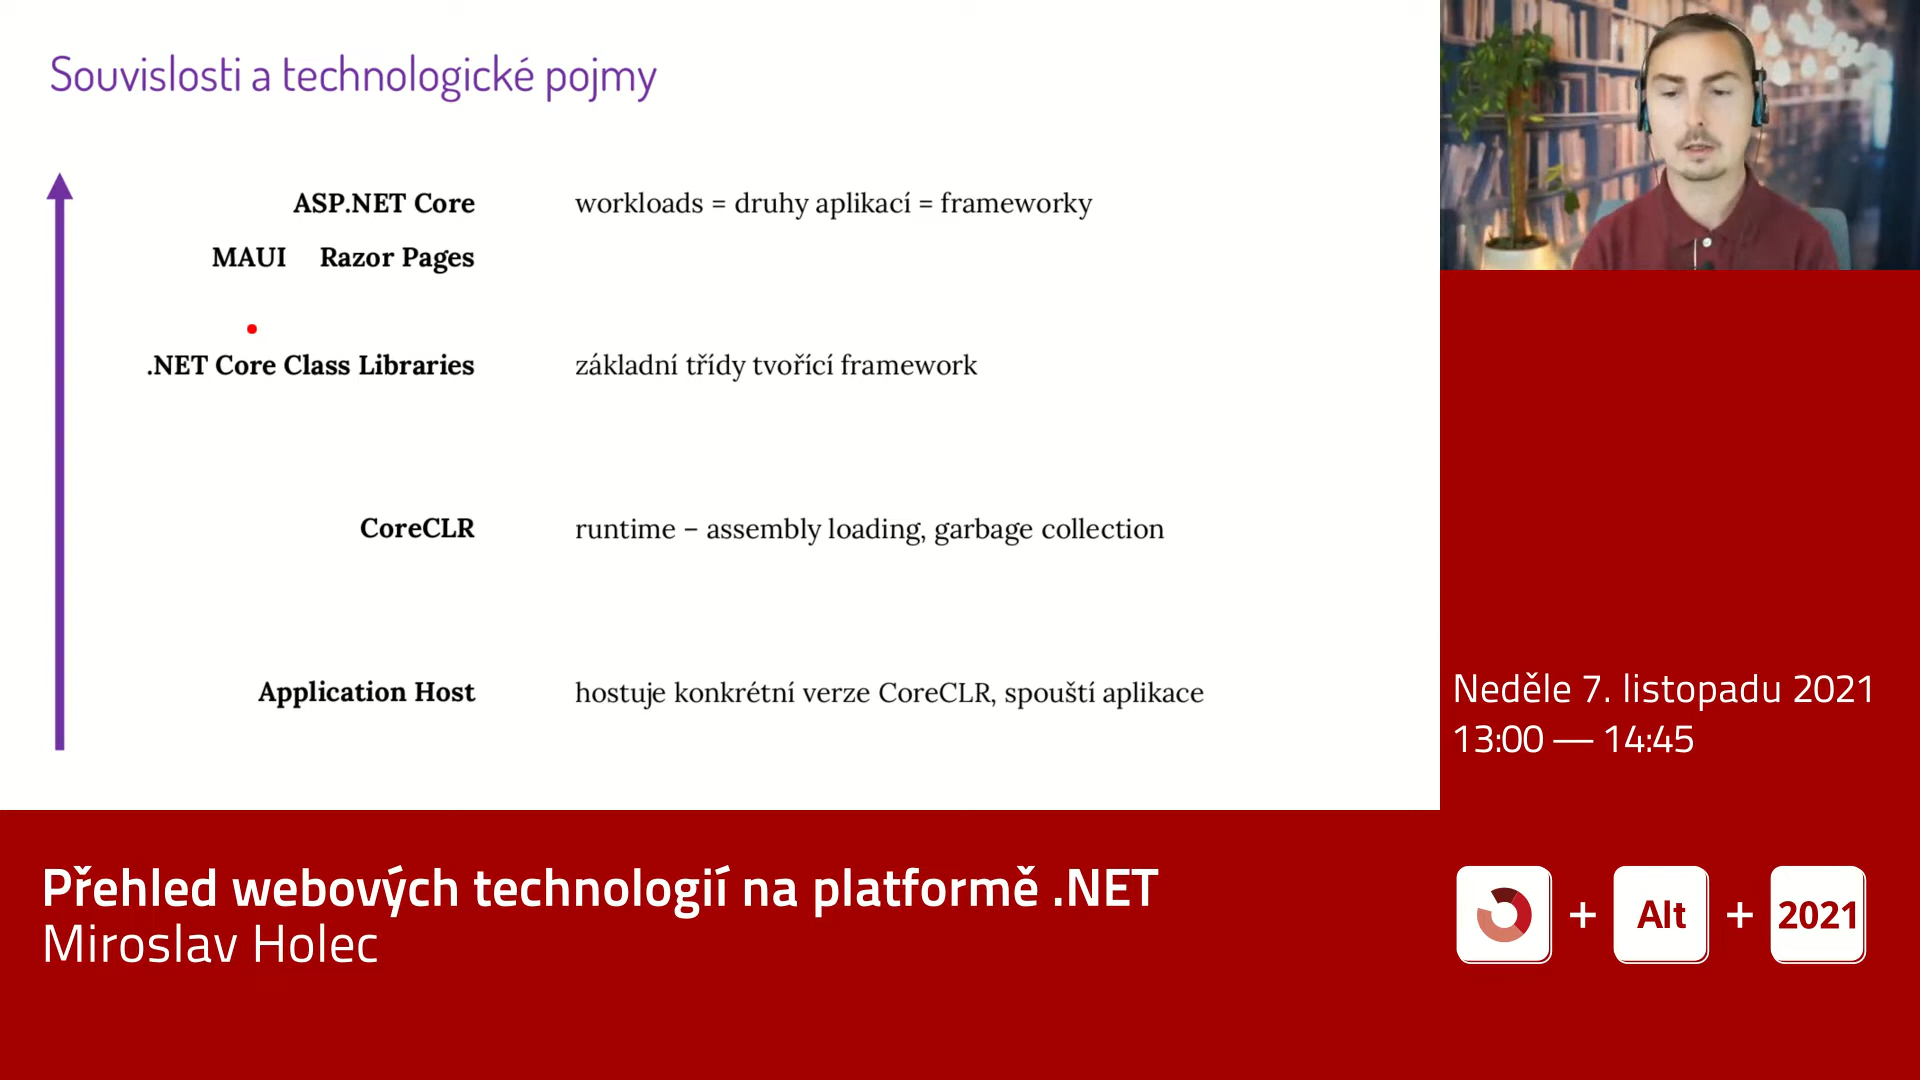 Souvislosti a technologické pojmy
ASP.NET Core workloads = druhy aplikací = frameworky
MAUI Razor Pages
.NET Core Class Libraries základní třídy tvořící framework
CoreCLR runtime – assembly loading, garbage collection
Application Host hostuje konkrétní verze CoreCLR, spouští aplikace
Neděle 7. listopadu 2021
13:00 — 14:45
Přehled webových technologií na platformě .NET
Miroslav Holec
+ Alt + 2021